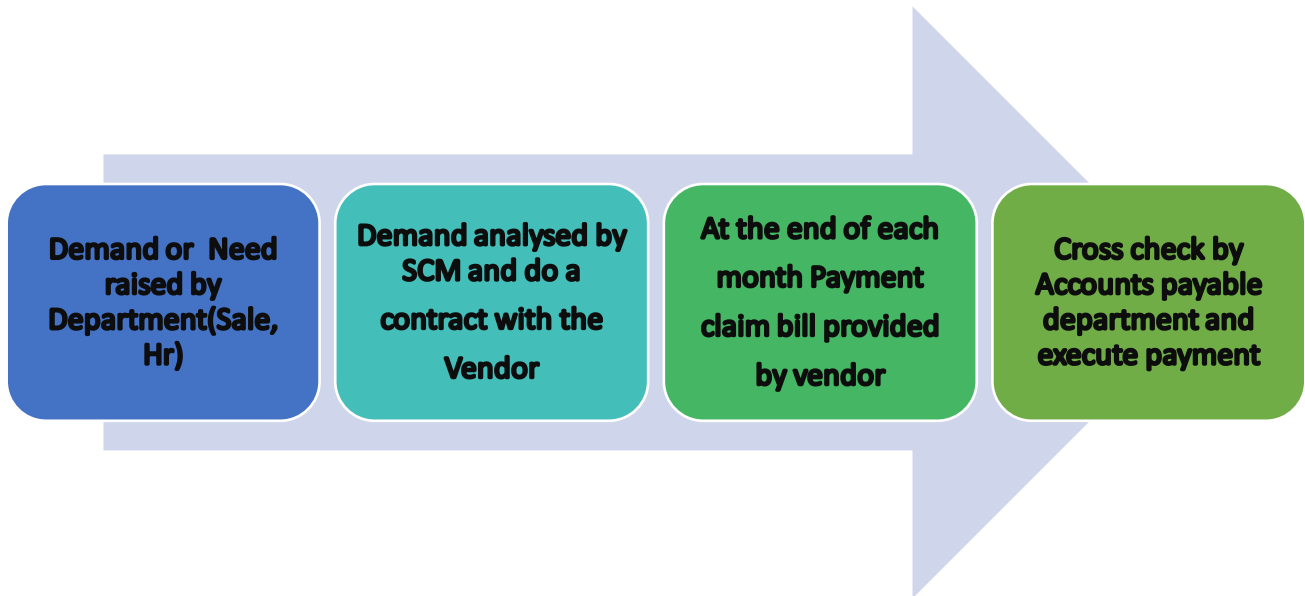 Demand or  Need
raised by
Department(Sale,
Hr)
Demand analysed by
SCM and do a
contract with the
Vendor
At the end of each
month Payment
claim bill provided
by vendor
Cross check by
Accounts payable
department and
execute payment